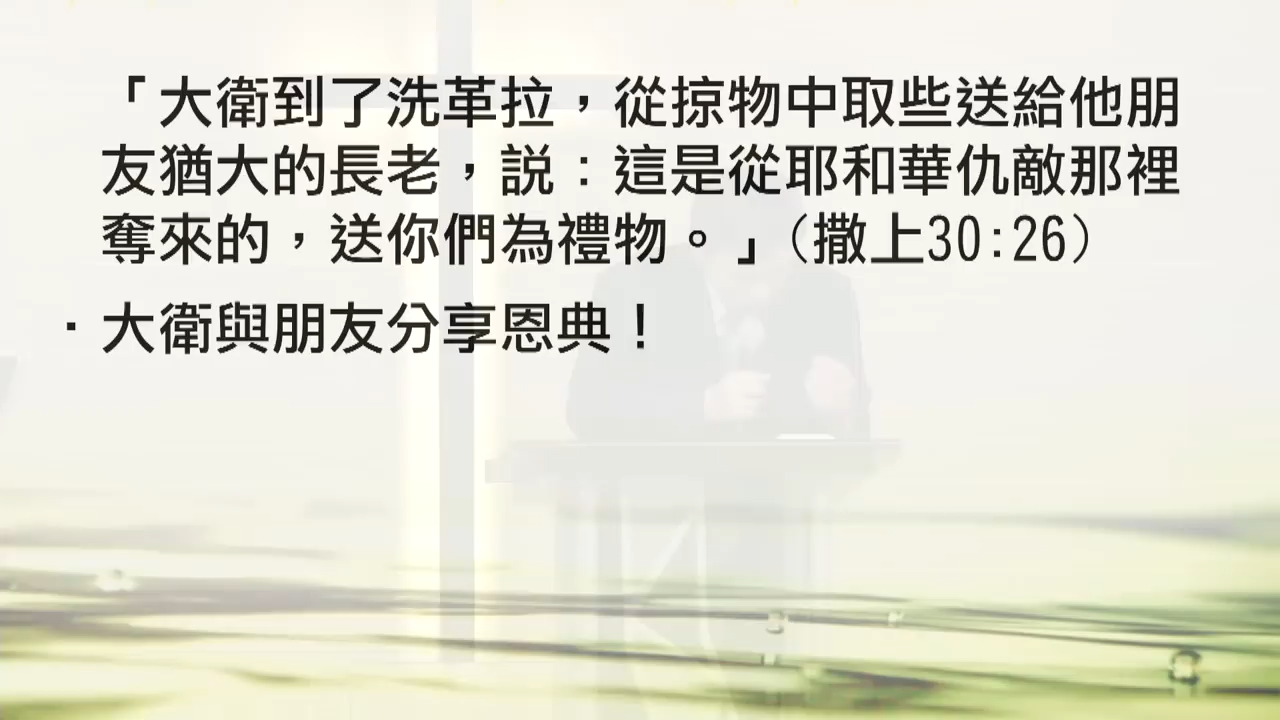 「大衛到了洗革拉，從掠物中取些送給他朋
友猶大的長老，説：這是從耶和華仇敵那裡
奪來的，送你們為禮物。」(撒上30:26)
·大衛與朋友分享恩典！